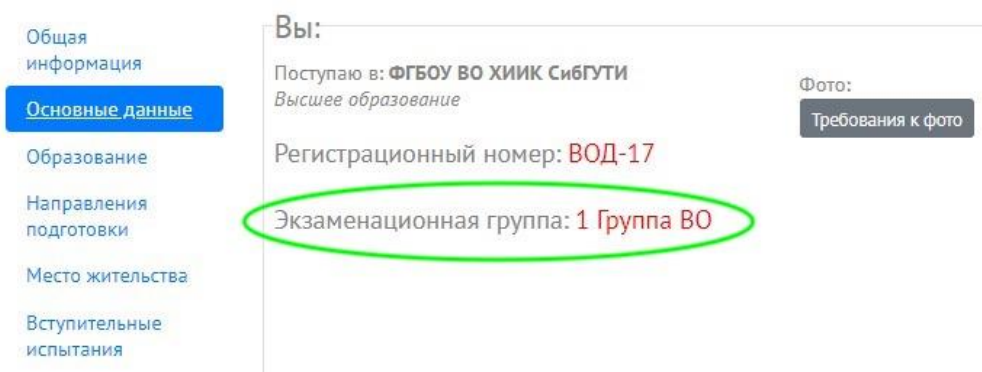 Общая
информация
Основные данные
Образование
Направления
подготовки
Место жительства
Вступительные
испытания
Вы:
Поступаю в: ФГБОУ ВО ХИИК СибГУТИ
Высшее образование
Регистрационный номер: ВОД-17
Экзаменационная группа: 1 Группа ВО
Фото:
Требования к фото